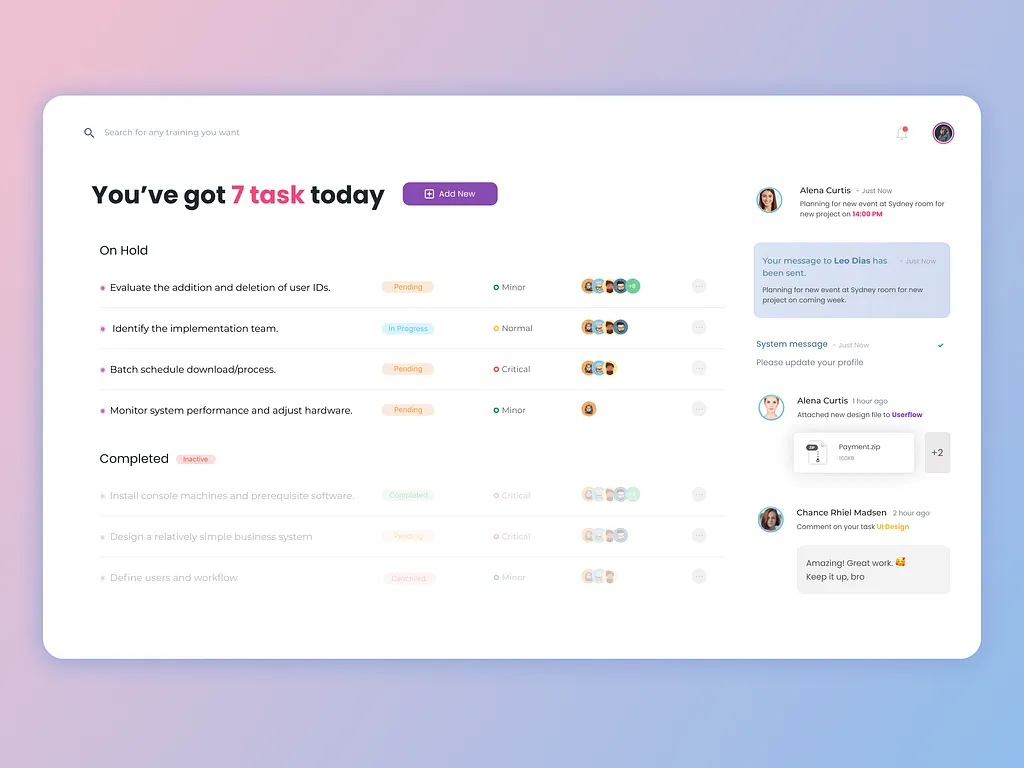 Search for any training you want
You’ve got 7 task today
Add New
On Hold
Evaluate the addition and deletion of user IDs.
Pending
Minor
+6
Identify the implementation team.
In Progress
Normal
Batch schedule download/process.
Pending
Critical
Monitor system performance and adjust hardware.
Pending
Minor
Completed
Inactive
Install console machines and prerequisite software.
Completed
Critical
Design a relatively simple business system
Pending
Critical
Define users and workflow
Minor
Alena Curtis
Just Now
Planning for new event at Sydney room for
new project on 14:00 PM
Your message to Leo Dias has
been sent.
Just Now
Planning for new event at Sydney room for new
project on coming week.
System message
Just Now
Please update your profile
Alena Curtis 1 hour ago
Attached new design file to Userflow
ZIP
Payment.zip
+2
Chance Rhiel Madsen 2 hour ago
Comment on your task UI Design
Amazing! Great work. 🥰
Keep it up, bro